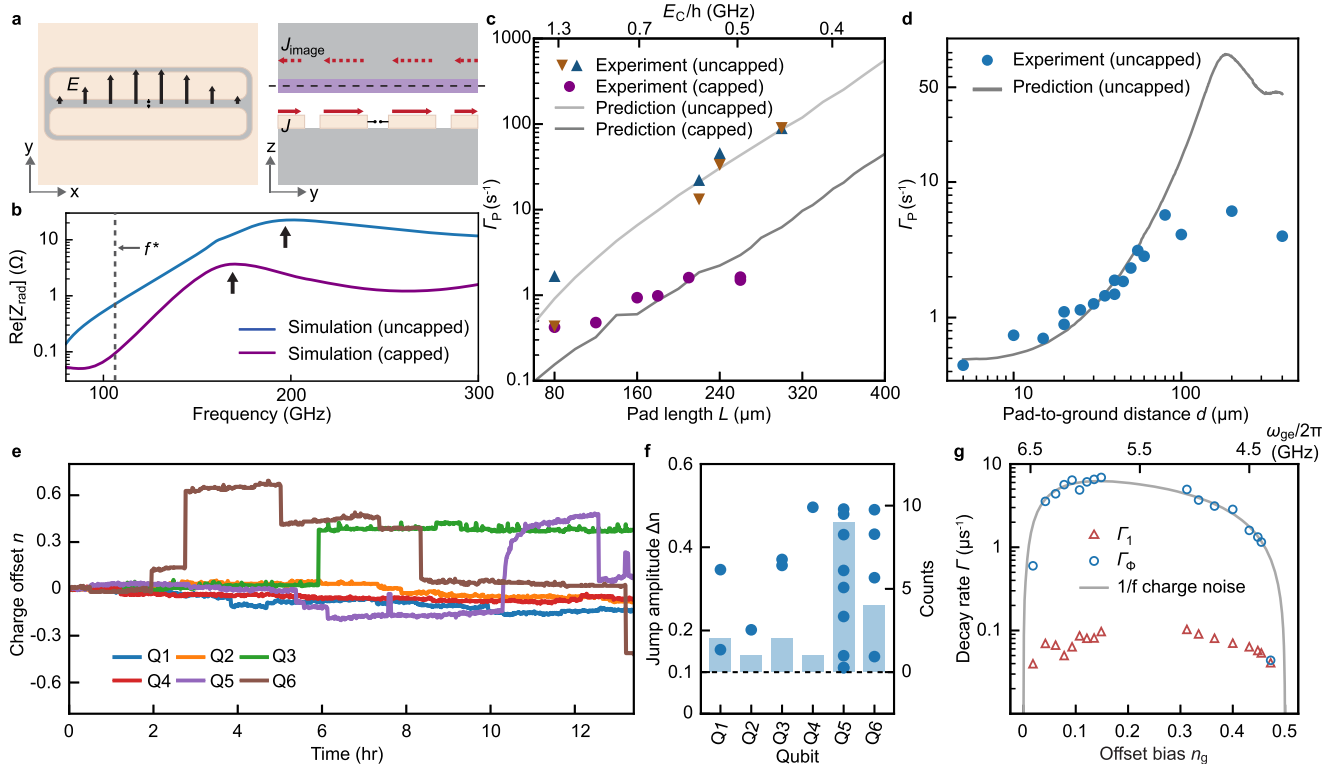 a
E
y
x
J_image
J
z
y
b
f*
10
1
0.1
Re[Z_rad] (Ω)
Simulation (uncapped)
Simulation (capped)
100
200
300
Frequency (GHz)
c
E_C/h (GHz)
1.3
0.7
0.5
0.4
1000
100
10
1
0.1
Γ_P (s⁻¹)
Experiment (uncapped)
Experiment (capped)
Prediction (uncapped)
Prediction (capped)
80
160
240
320
400
Pad length L (μm)
d
50
10
1
Γ_P (s⁻¹)
Experiment (uncapped)
Prediction (uncapped)
10
100
Pad-to-ground distance d (μm)
e
0.6
0.3
0
-0.3
-0.6
Charge offset n
Q1 Q2 Q3
Q4 Q5 Q6
0
2
4
6
8
10
12
Time (hr)
f
0.6
0.5
0.4
0.3
0.2
0.1
0
Jump amplitude Δn
10
5
0
Counts
Q1
Q2
Q3
Q4
Q5
Q6
Qubit
g
ω_ge/2π
(GHz)
6.5
5.5
4.5
10
1
0.1
Decay rate Γ (μs⁻¹)
Γ_1
Γ_Φ
1/f charge noise
0
0.1
0.2
0.3
0.4
0.5
Offset bias n_g